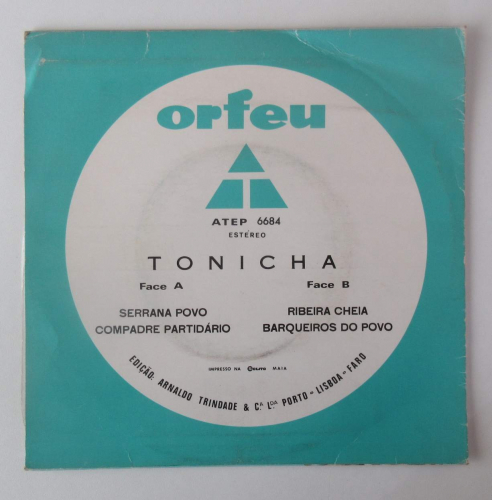 orfeu
ATEP 6684
ESTÉREO
TONICHA
Face A
Face B
SERRANA POVO
COMPADRE PARTIDÁRIO
RIBEIRA CHEIA
BARQUEIROS DO POVO
IMPRESSO NA MAIA
EDIÇÃO: ARNALDO TRINDADE & Cª. Lda PORTO - LISBOA - FARO